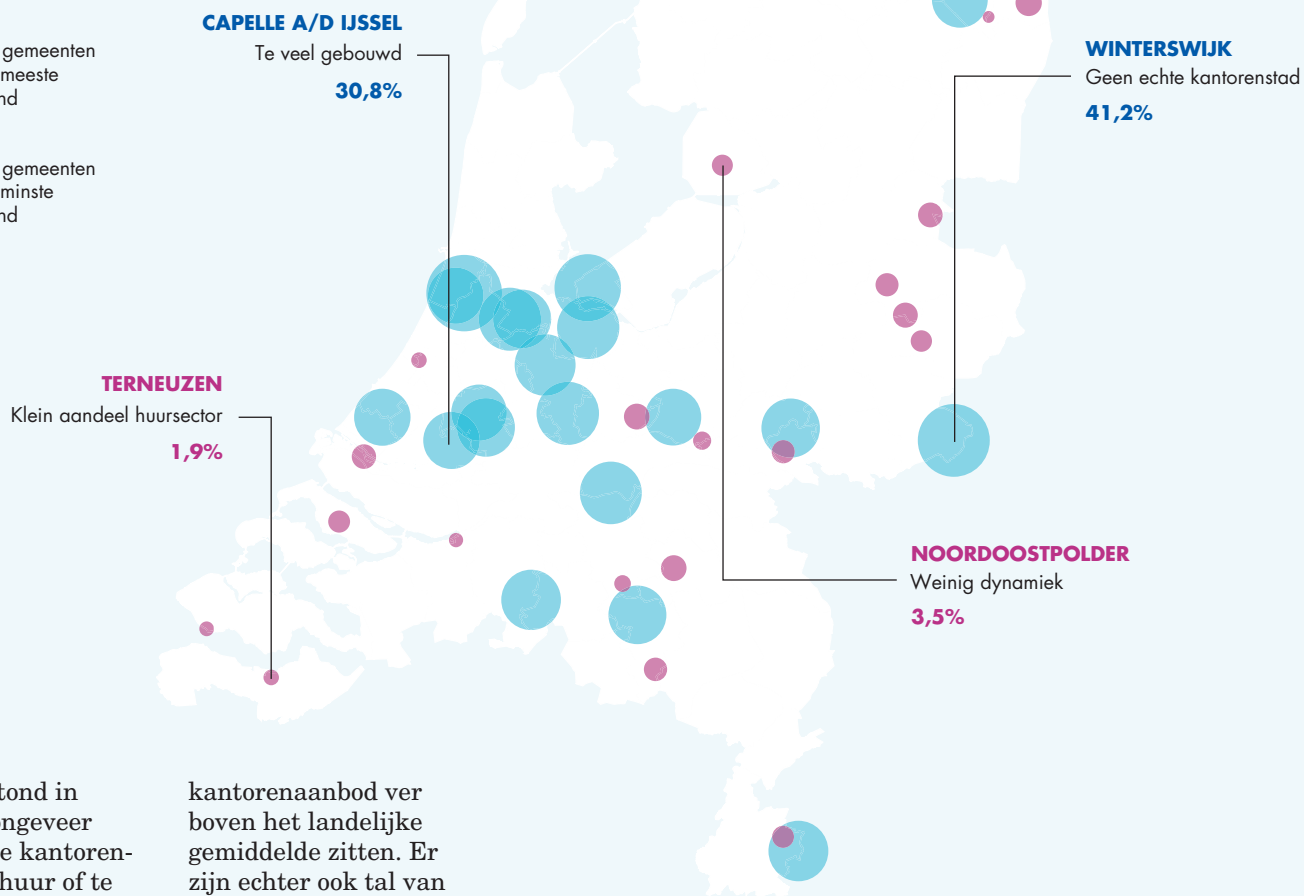 gemeenten
meeste
nd
gemeenten
minste
nd
CAPELLE A/D IJSSEL
Te veel gebouwd
30,8%
WINTERSWIJK
Geen echte kantorenstad
41,2%
TERNEUZEN
Klein aandeel huursector
1,9%
NOORDOOSTPOLDER
Weinig dynamiek
3,5%
tond in
ongeveer
e kantoren-
huur of te
kantorenaanbod ver
boven het landelijke
gemiddelde zitten. Er
zijn echter ook tal van